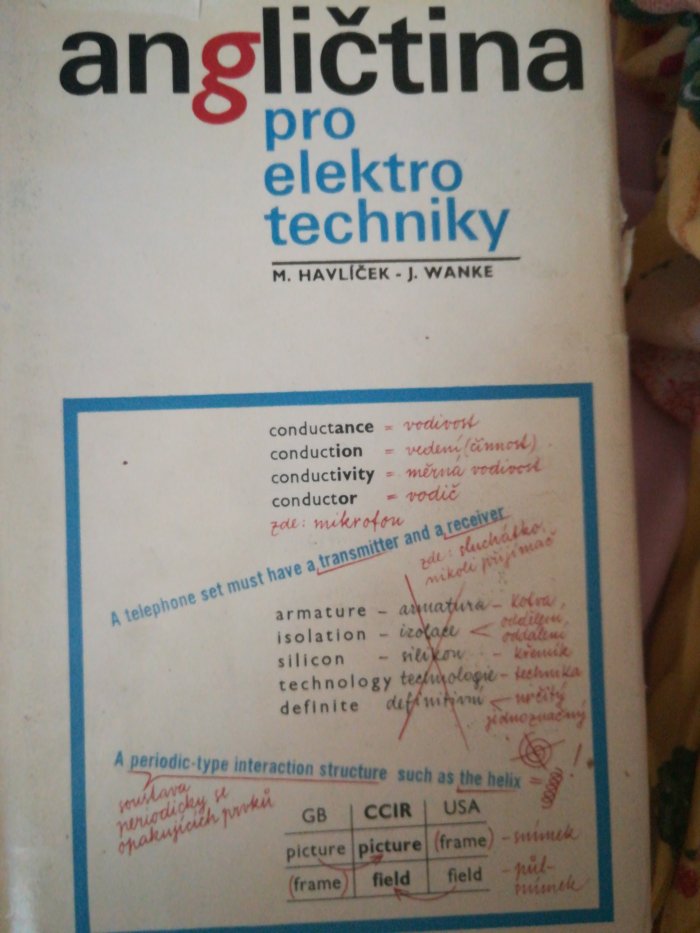 angličtina
pro
elektro
techniky
M. HAVLÍČEK - J. WANKE
conductance = vodivost
conduction = vedení (činnost)
conductivity = měrná vodivost
conductor = vodič
zde: mikrofon
A telephone set must have a transmitter and a receiver
zde: sluchátko,
nikoli přijímač
armature – armatura – kotva
isolation – izolace < oddělení,
oddálení
silicon – silikon – křemík
technology technologie – technika
definite definitivní < určitý
jednoznačný
A periodic-type interaction structure such as the helix = !
soustava
periodicky se
opakujících prvků
GB CCIR USA
picture picture (frame) – snímek
(frame) field field – půl-
snímek